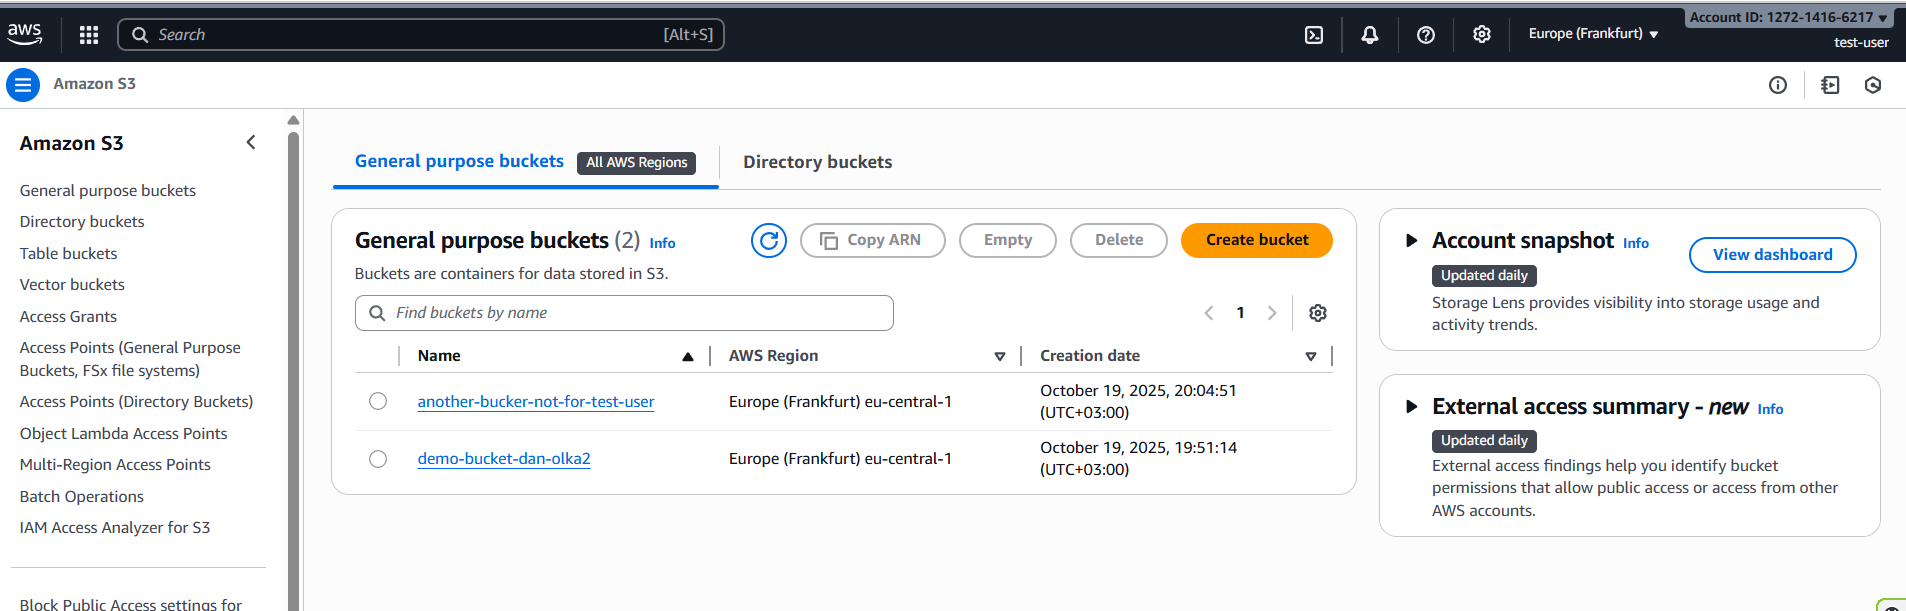 aws
Search [Alt+S]
Europe (Frankfurt)
Account ID: 1272-1416-6217
test-user
Amazon S3
Amazon S3
General purpose buckets
Directory buckets
Table buckets
Vector buckets
Access Grants
Access Points (General Purpose
Buckets, FSx file systems)
Access Points (Directory Buckets)
Object Lambda Access Points
Multi-Region Access Points
Batch Operations
IAM Access Analyzer for S3
Block Public Access settings for
General purpose buckets All AWS Regions Directory buckets
General purpose buckets (2) Info
Copy ARN Empty Delete Create bucket
Buckets are containers for data stored in S3.
Find buckets by name
1
Name AWS Region Creation date
another-bucker-not-for-test-user Europe (Frankfurt) eu-central-1 October 19, 2025, 20:04:51
(UTC+03:00)
demo-bucket-dan-olka2 Europe (Frankfurt) eu-central-1 October 19, 2025, 19:51:14
(UTC+03:00)
Account snapshot Info
View dashboard
Updated daily
Storage Lens provides visibility into storage usage and
activity trends.
External access summary - new Info
Updated daily
External access findings help you identify bucket
permissions that allow public access or access from other
AWS accounts.